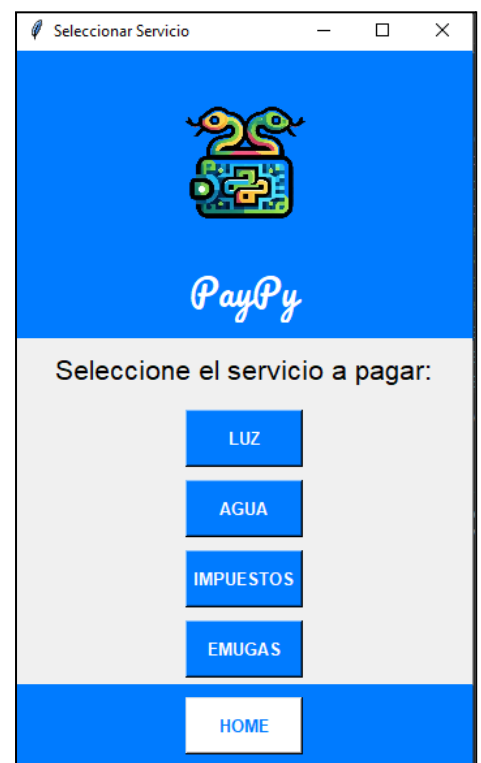 Seleccionar Servicio
PayPy
Seleccione el servicio a pagar:
LUZ
AGUA
IMPUESTOS
EMUGAS
HOME